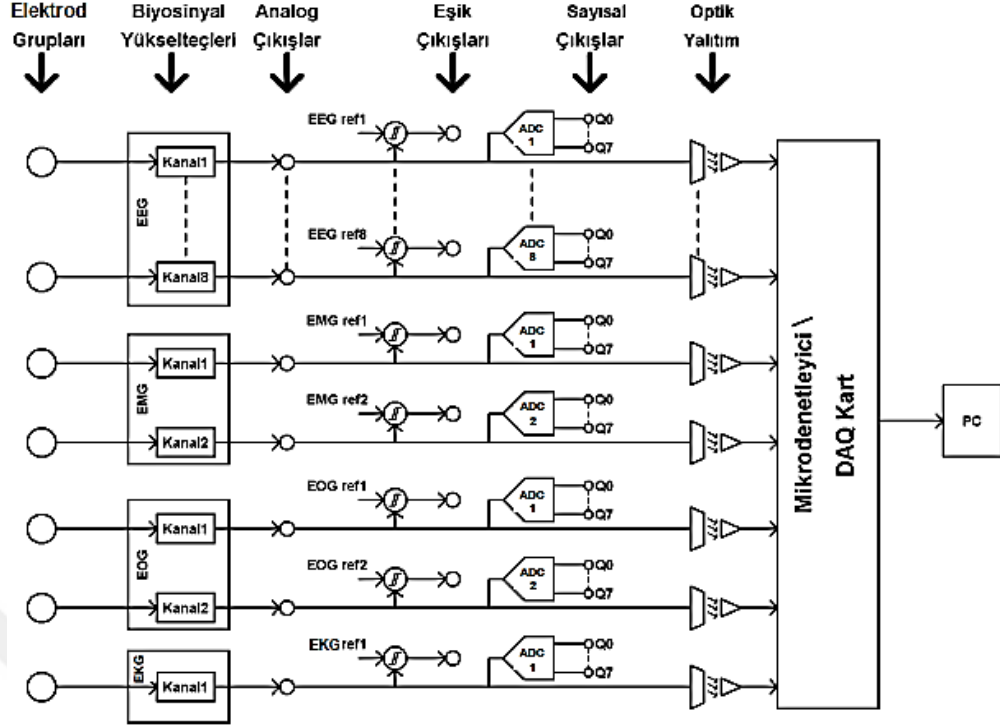 Elektrod Grupları
Biyosinyal Yükselteçleri
Analog Çıkışlar
Eşik Çıkışları
Sayısal Çıkışlar
Optik Yalıtım
EEG ref1
ADC 1
Q0
Q7
Kanal1
EEG
EEG ref8
ADC 8
Q0
Q7
Kanal8
EMG ref1
ADC 1
Q0
Q7
Kanal1
EMG
EMG ref2
ADC 2
Q0
Q7
Kanal2
EOG ref1
ADC 1
Q0
Q7
Kanal1
EOG
EOG ref2
ADC 2
Q0
Q7
Kanal2
EKG ref1
ADC 1
Q0
Q7
EKG
Kanal1
Mikrodenetleyici \
DAQ Kart
PC